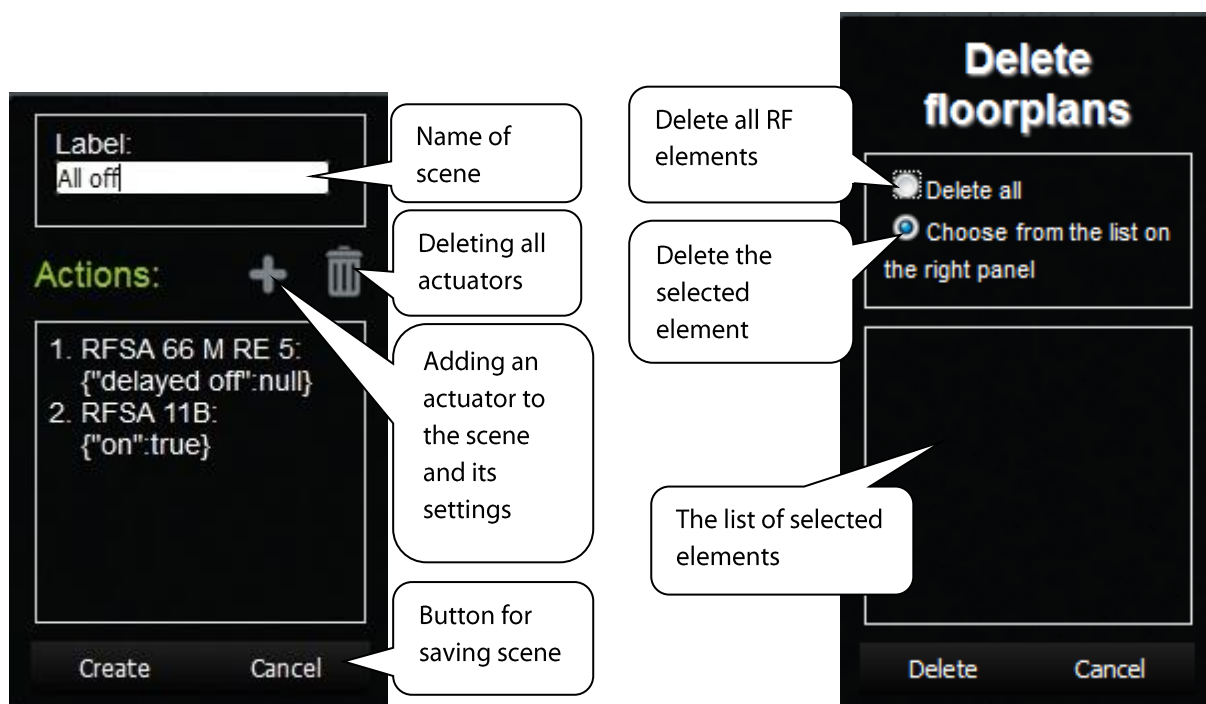 Label:
All off
Actions:
1. RFSA 66 M RE 5:
{"delayed off":null}
2. RFSA 11B:
{"on":true}
Create
Cancel
Name of
scene
Deleting all
actuators
Adding an
actuator to
the scene
and its
settings
Button for
saving scene
Delete all RF
elements
Delete the
selected
element
The list of selected
elements
Delete
floorplans
Delete all
Choose from the list on
the right panel
Delete
Cancel